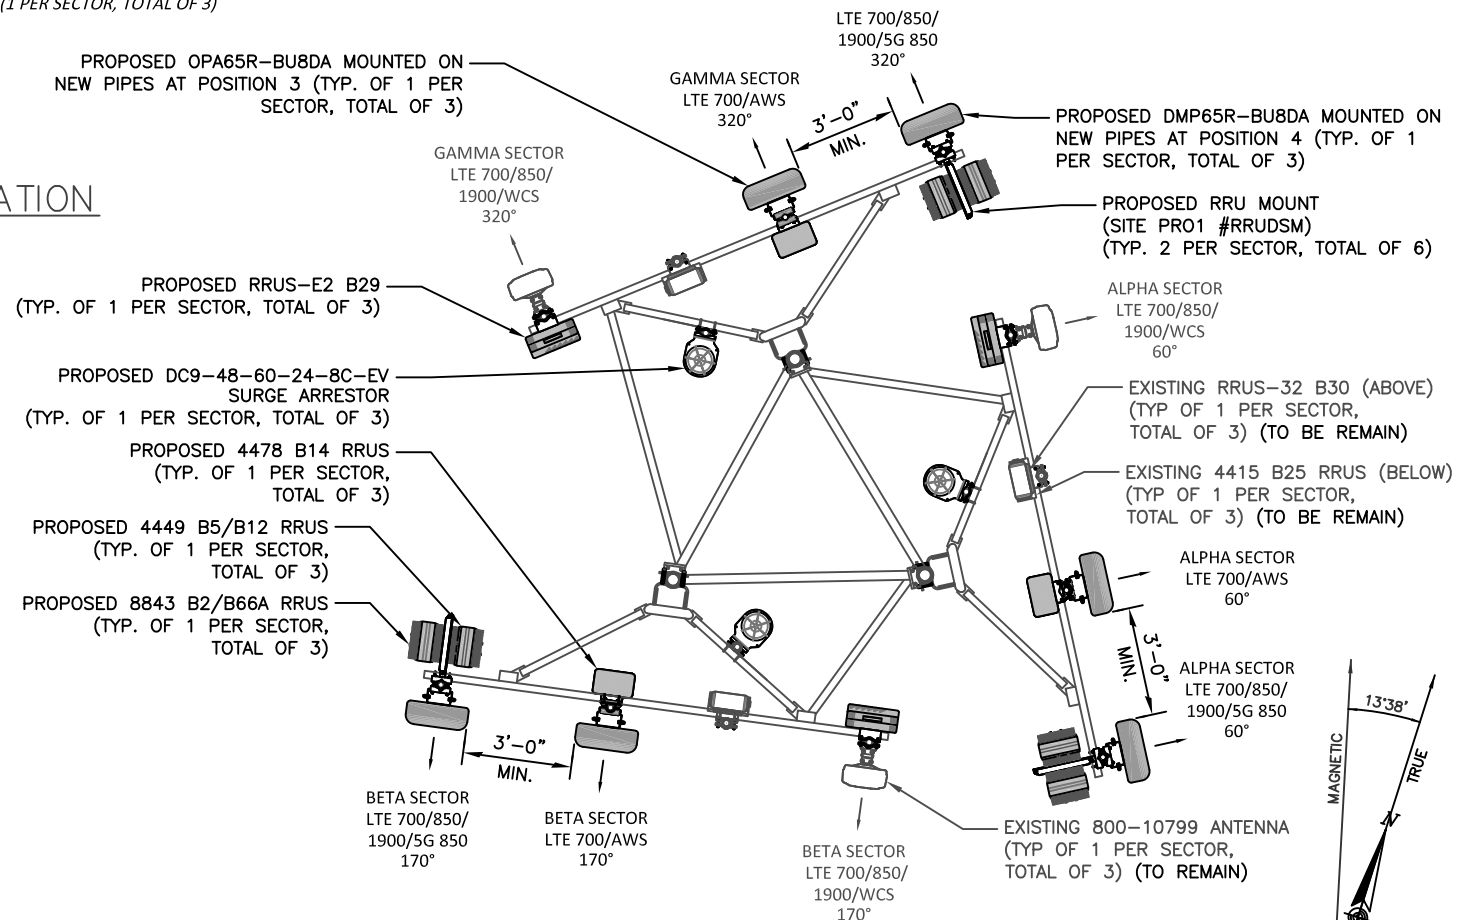 (1 PER SECTOR, TOTAL OF 3)
LTE 700/850/
1900/5G 850
320°
PROPOSED OPA65R-BU8DA MOUNTED ON
NEW PIPES AT POSITION 3 (TYP. OF 1 PER
SECTOR, TOTAL OF 3)
GAMMA SECTOR
LTE 700/AWS
320°
3'-0"
MIN.
PROPOSED DMP65R-BU8DA MOUNTED ON
NEW PIPES AT POSITION 4 (TYP. OF 1
PER SECTOR, TOTAL OF 3)
GAMMA SECTOR
LTE 700/850/
1900/WCS
320°
ATION
PROPOSED RRU MOUNT
(SITE PRO1 #RRUDSM)
(TYP. 2 PER SECTOR, TOTAL OF 6)
PROPOSED RRUS-E2 B29
(TYP. OF 1 PER SECTOR, TOTAL OF 3)
ALPHA SECTOR
LTE 700/850/
1900/WCS
60°
PROPOSED DC9-48-60-24-8C-EV
SURGE ARRESTOR
(TYP. OF 1 PER SECTOR, TOTAL OF 3)
EXISTING RRUS-32 B30 (ABOVE)
(TYP OF 1 PER SECTOR,
TOTAL OF 3) (TO BE REMAIN)
PROPOSED 4478 B14 RRUS
(TYP. OF 1 PER SECTOR,
TOTAL OF 3)
EXISTING 4415 B25 RRUS (BELOW)
(TYP OF 1 PER SECTOR,
TOTAL OF 3) (TO BE REMAIN)
PROPOSED 4449 B5/B12 RRUS
(TYP. OF 1 PER SECTOR,
TOTAL OF 3)
ALPHA SECTOR
LTE 700/AWS
60°
PROPOSED 8843 B2/B66A RRUS
(TYP. OF 1 PER SECTOR,
TOTAL OF 3)
3'-0"
MIN.
ALPHA SECTOR
LTE 700/850/
1900/5G 850
60°
3'-0"
MIN.
BETA SECTOR
LTE 700/850/
1900/5G 850
170°
BETA SECTOR
LTE 700/AWS
170°
BETA SECTOR
LTE 700/850/
1900/WCS
170°
EXISTING 800-10799 ANTENNA
(TYP OF 1 PER SECTOR,
TOTAL OF 3) (TO REMAIN)
13°38'
MAGNETIC
TRUE
N